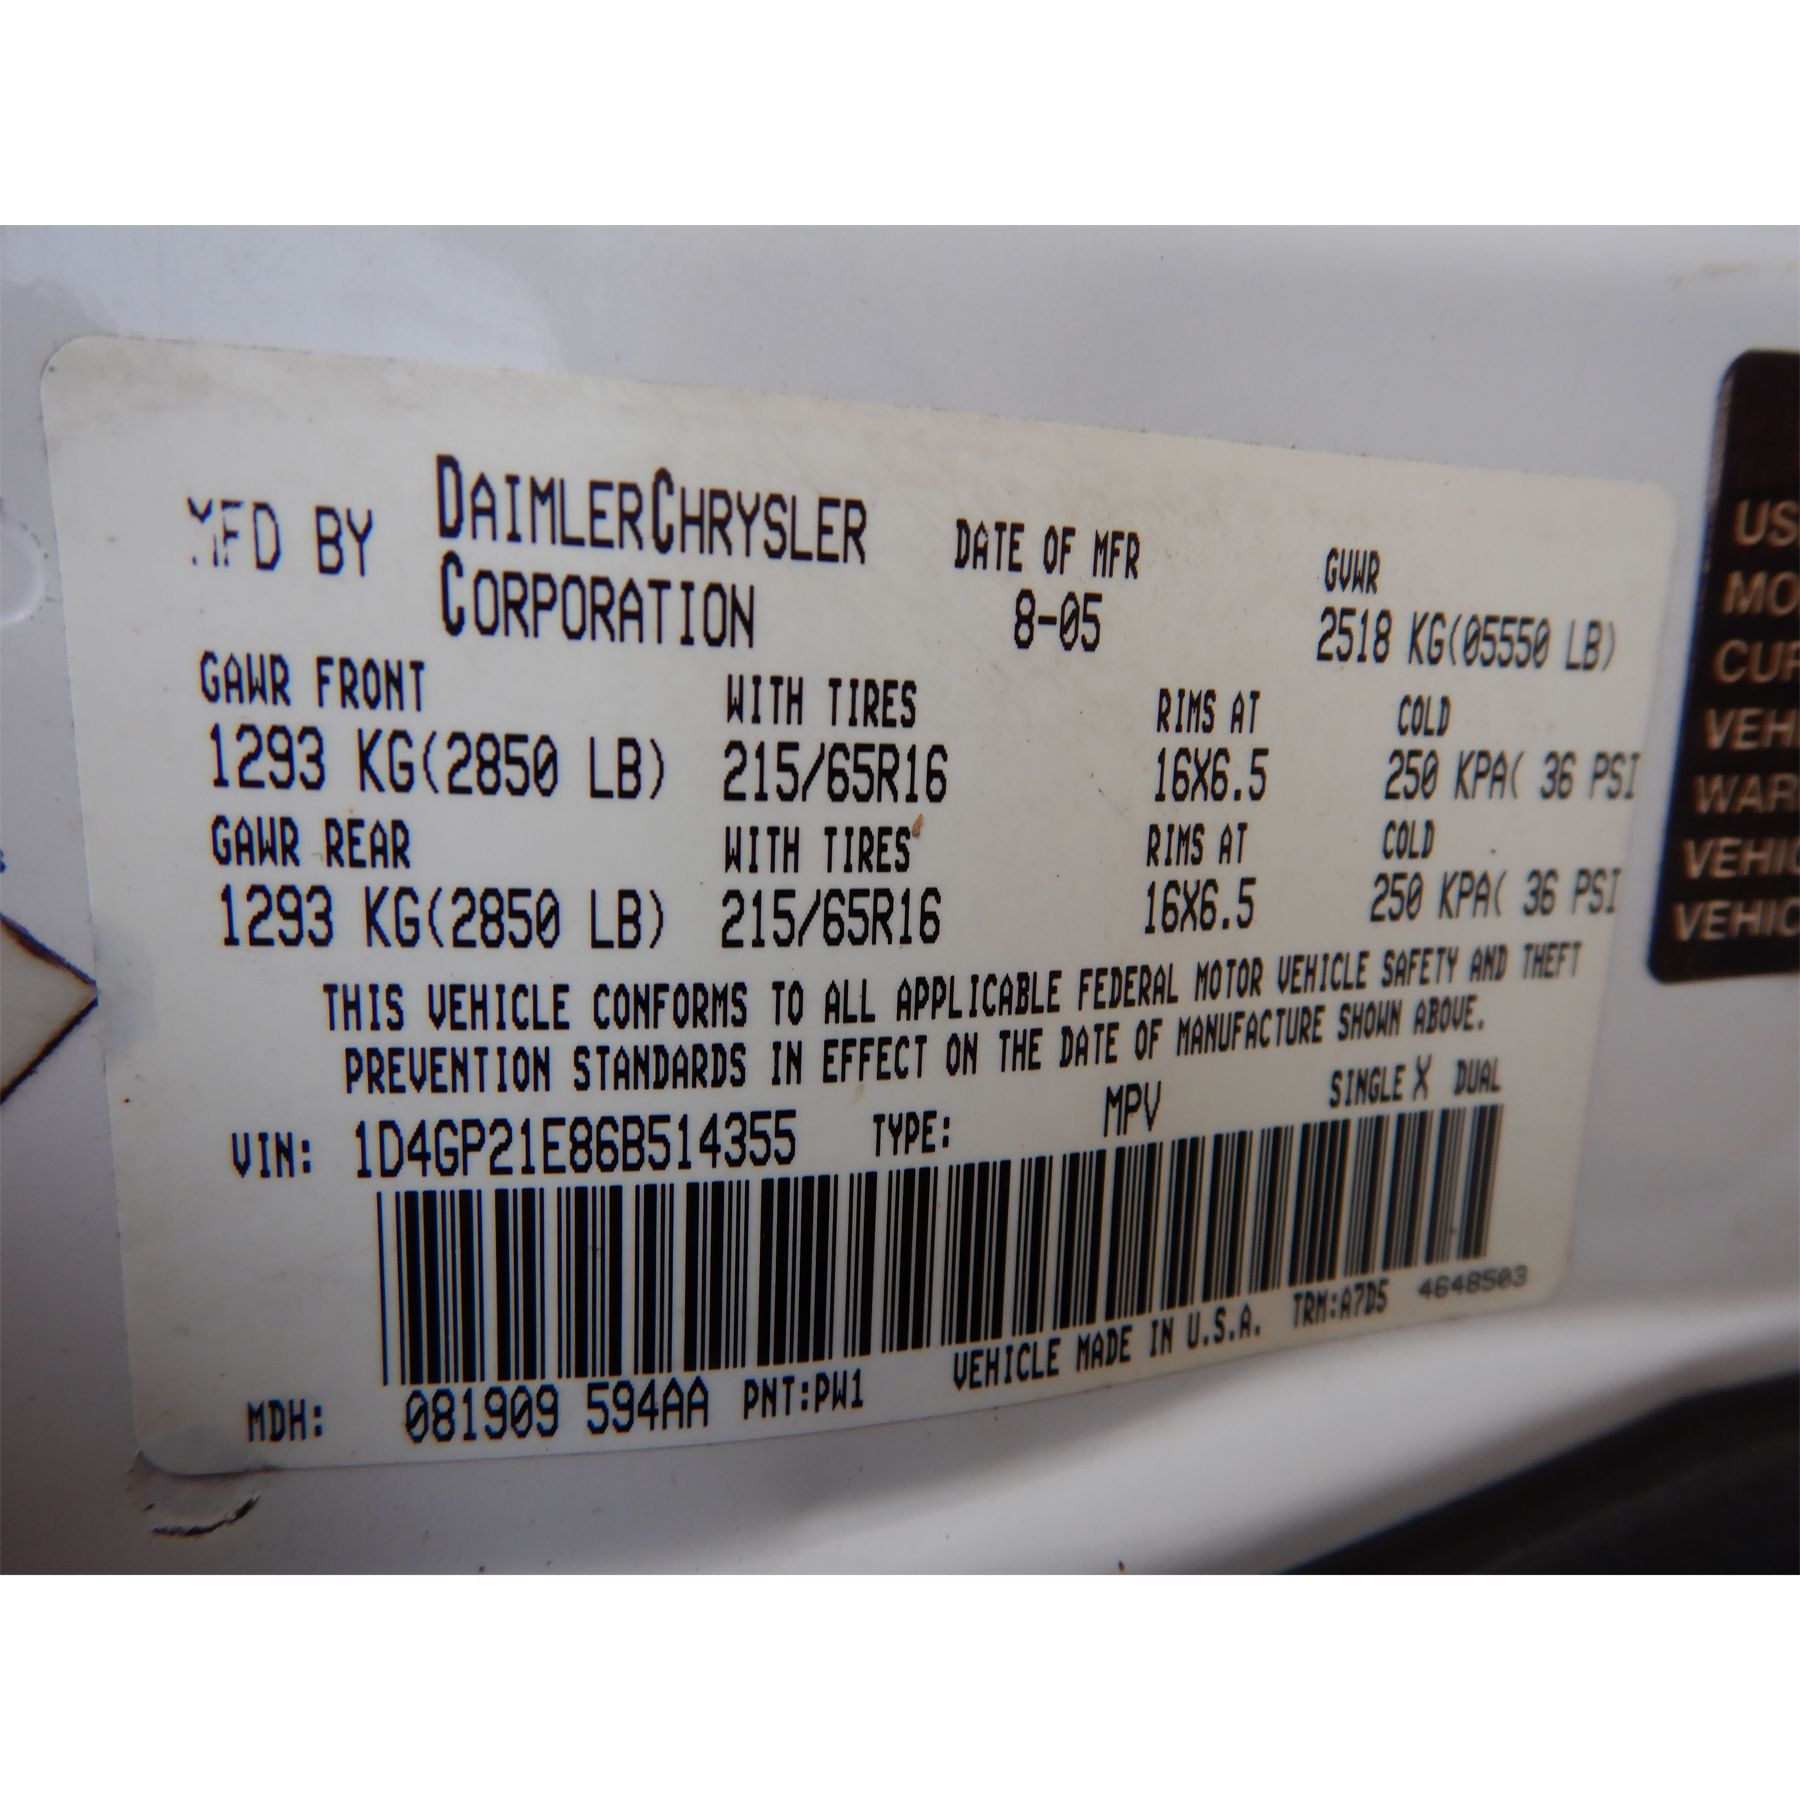 MFD BY DAIMLERCHRYSLER CORPORATION
DATE OF MFR
8-05
GVWR
2518 KG(05550 LB)
GAWR FRONT WITH TIRES RIMS AT COLD
1293 KG(2850 LB) 215/65R16 16X6.5 250 KPA( 36 PSI
GAWR REAR WITH TIRES RIMS AT COLD
1293 KG(2850 LB) 215/65R16 16X6.5 250 KPA( 36 PSI
THIS VEHICLE CONFORMS TO ALL APPLICABLE FEDERAL MOTOR VEHICLE SAFETY AND THEFT
PREVENTION STANDARDS IN EFFECT ON THE DATE OF MANUFACTURE SHOWN ABOVE.
VIN: 1D4GP21E86B514355 TYPE: MPV SINGLE X DUAL
MDH: 081909 594AA PNT:PW1 VEHICLE MADE IN U.S.A. TRM:A7D5 4648503